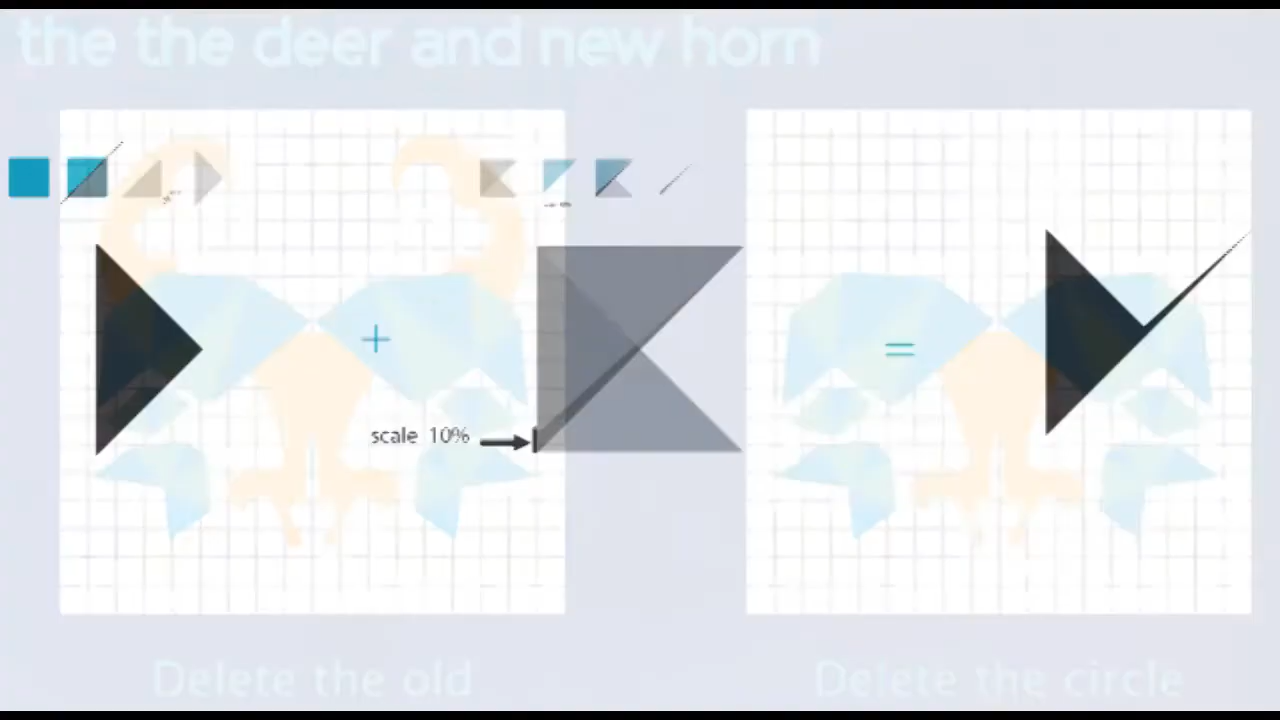 the the deer and new horn
+
=
scale 10%
Delete the old
Delete the circle